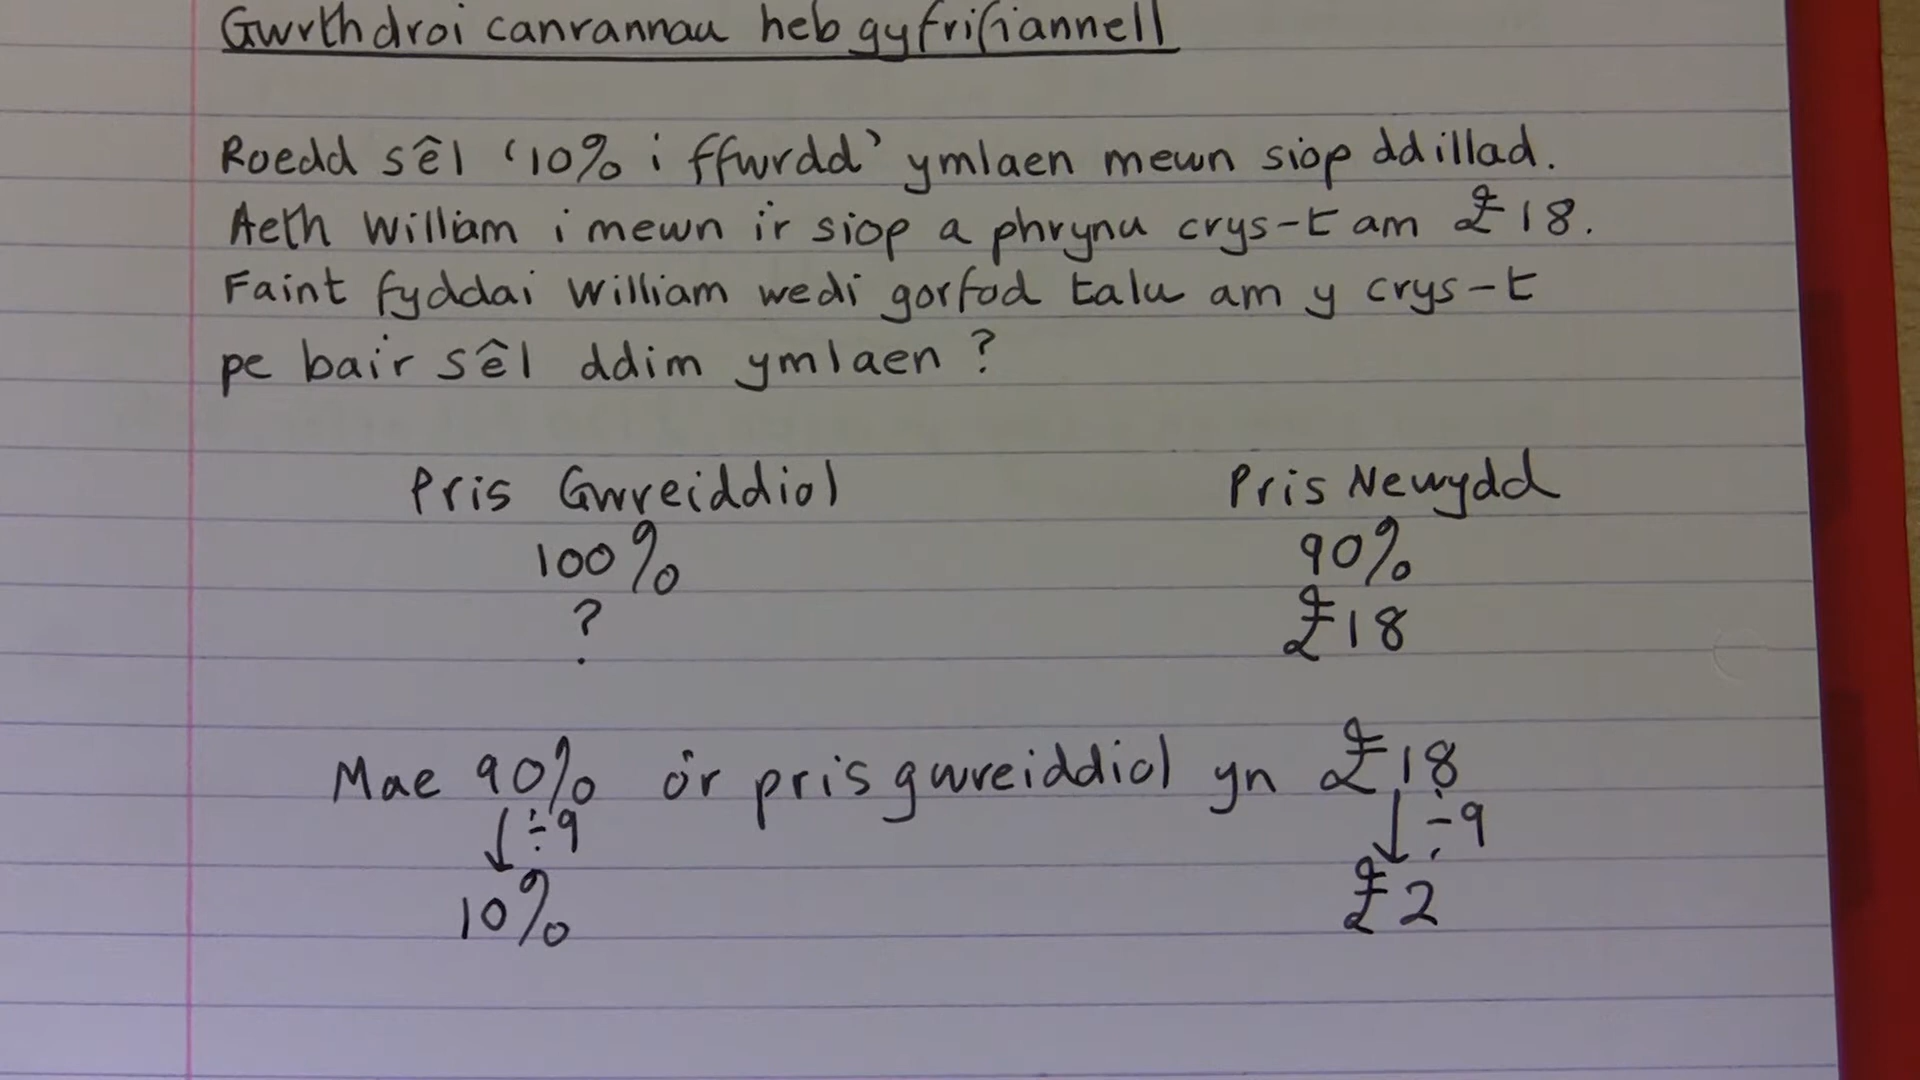 Gwrthdroi canrannau heb gyfrifiannell
Roedd sêl '10% i ffwrdd' ymlaen mewn siop ddillad.
Aeth William i mewn i'r siop a phrynu crys-t am £18.
Faint fyddai William wedi gorfod talu am y crys-t
pe bai'r sêl ddim ymlaen?
Pris Gwreiddiol Pris Newydd
100% 90%
? £18
Mae 90% o'r pris gwreiddiol yn £18
↓÷9 ↓÷9
10% £2